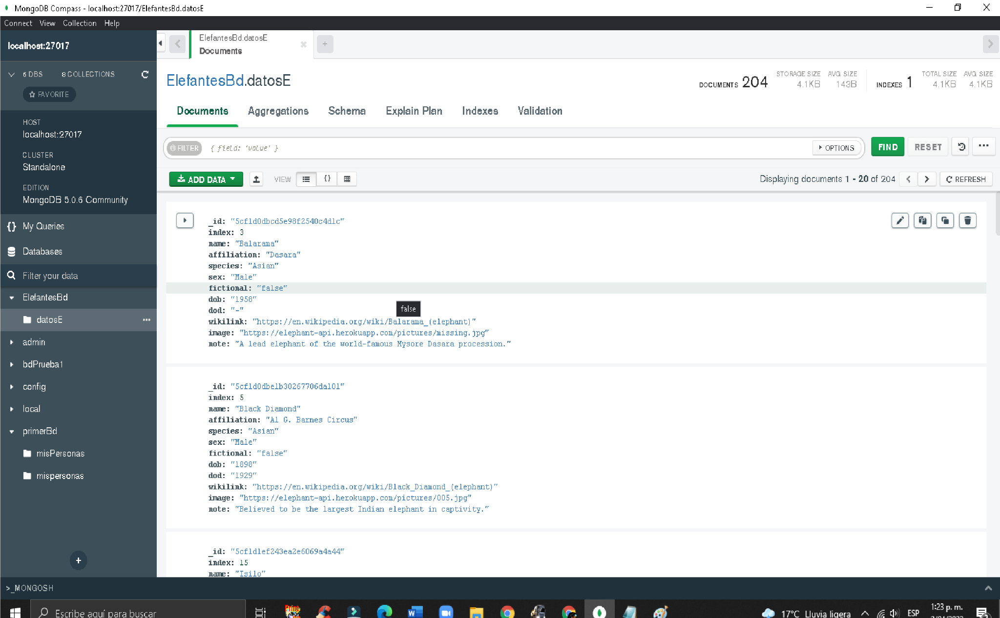 MongoDB Compass - localhost:27017/ElefantesBd.datosE
Connect View Collection Help
localhost:27017
6 DBS 8 COLLECTIONS
FAVORITE
HOST
localhost:27017
CLUSTER
Standalone
EDITION
MongoDB 5.0.6 Community
{} My Queries
Databases
Filter your data
ElefantesBd
datosE
admin
bdPrueba1
config
local
primerBd
misPersonas
mispersonas
ElefantesBd.datosE
Documents
ElefantesBd.datosE
DOCUMENTS 204
STORAGE SIZE 4.1KB
AVG. SIZE 143B
INDEXES 1
TOTAL SIZE 4.1KB
AVG. SIZE 4.1KB
Documents Aggregations Schema Explain Plan Indexes Validation
FILTER { field: 'value' } OPTIONS FIND RESET
ADD DATA VIEW {} Displaying documents 1 - 20 of 204 REFRESH
_id: "5cf1d0dbcd5e98f2540c4d1c"
index: 3
name: "Balarama"
affiliation: "Dasara"
species: "Asian"
sex: "Male"
fictional: "false"
dob: "1958"
dod: "-"
false
wikilink: "https://en.wikipedia.org/wiki/Balarama_(elephant)"
image: "https://elephant-api.herokuapp.com/pictures/missing.jpg"
note: "A lead elephant of the world-famous Mysore Dasara procession."
_id: "5cf1d0dbe1b30267706da101"
index: 5
name: "Black Diamond"
affiliation: "Al G. Barnes Circus"
species: "Asian"
sex: "Male"
fictional: "false"
dob: "1898"
dod: "1929"
wikilink: "https://en.wikipedia.org/wiki/Black_Diamond_(elephant)"
image: "https://elephant-api.herokuapp.com/pictures/005.jpg"
note: "Believed to be the largest Indian elephant in captivity."
_id: "5cf1d1ef243ea2e6069a4a44"
index: 15
name: "Isilo"
>_MONGOSH
Escribe aquí para buscar
17°C Lluvia ligera
ESP
1:23 p. m.